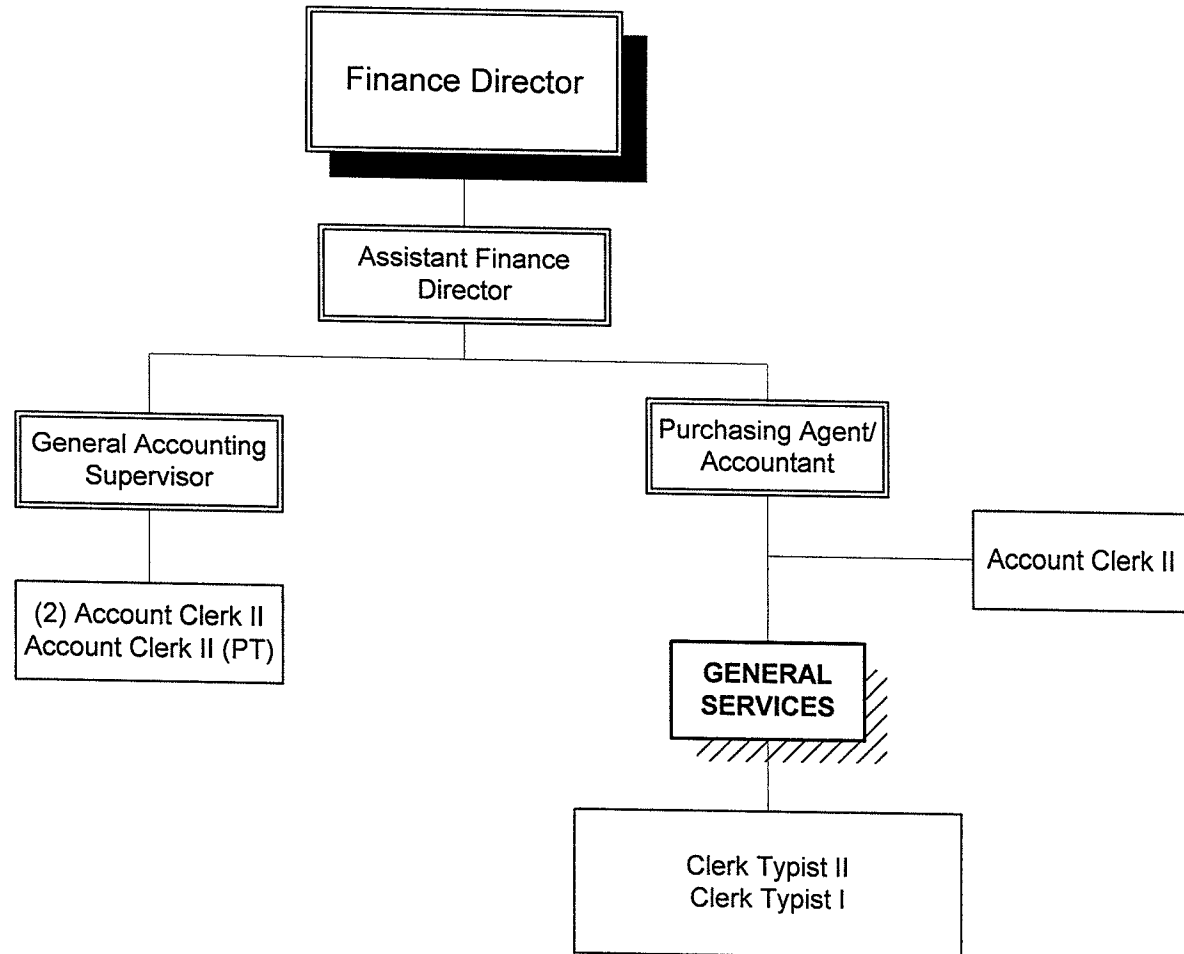 Finance Director
Assistant Finance
Director
General Accounting
Supervisor
Purchasing Agent/
Accountant
Account Clerk II
(2) Account Clerk II
Account Clerk II (PT)
GENERAL
SERVICES
Clerk Typist II
Clerk Typist I